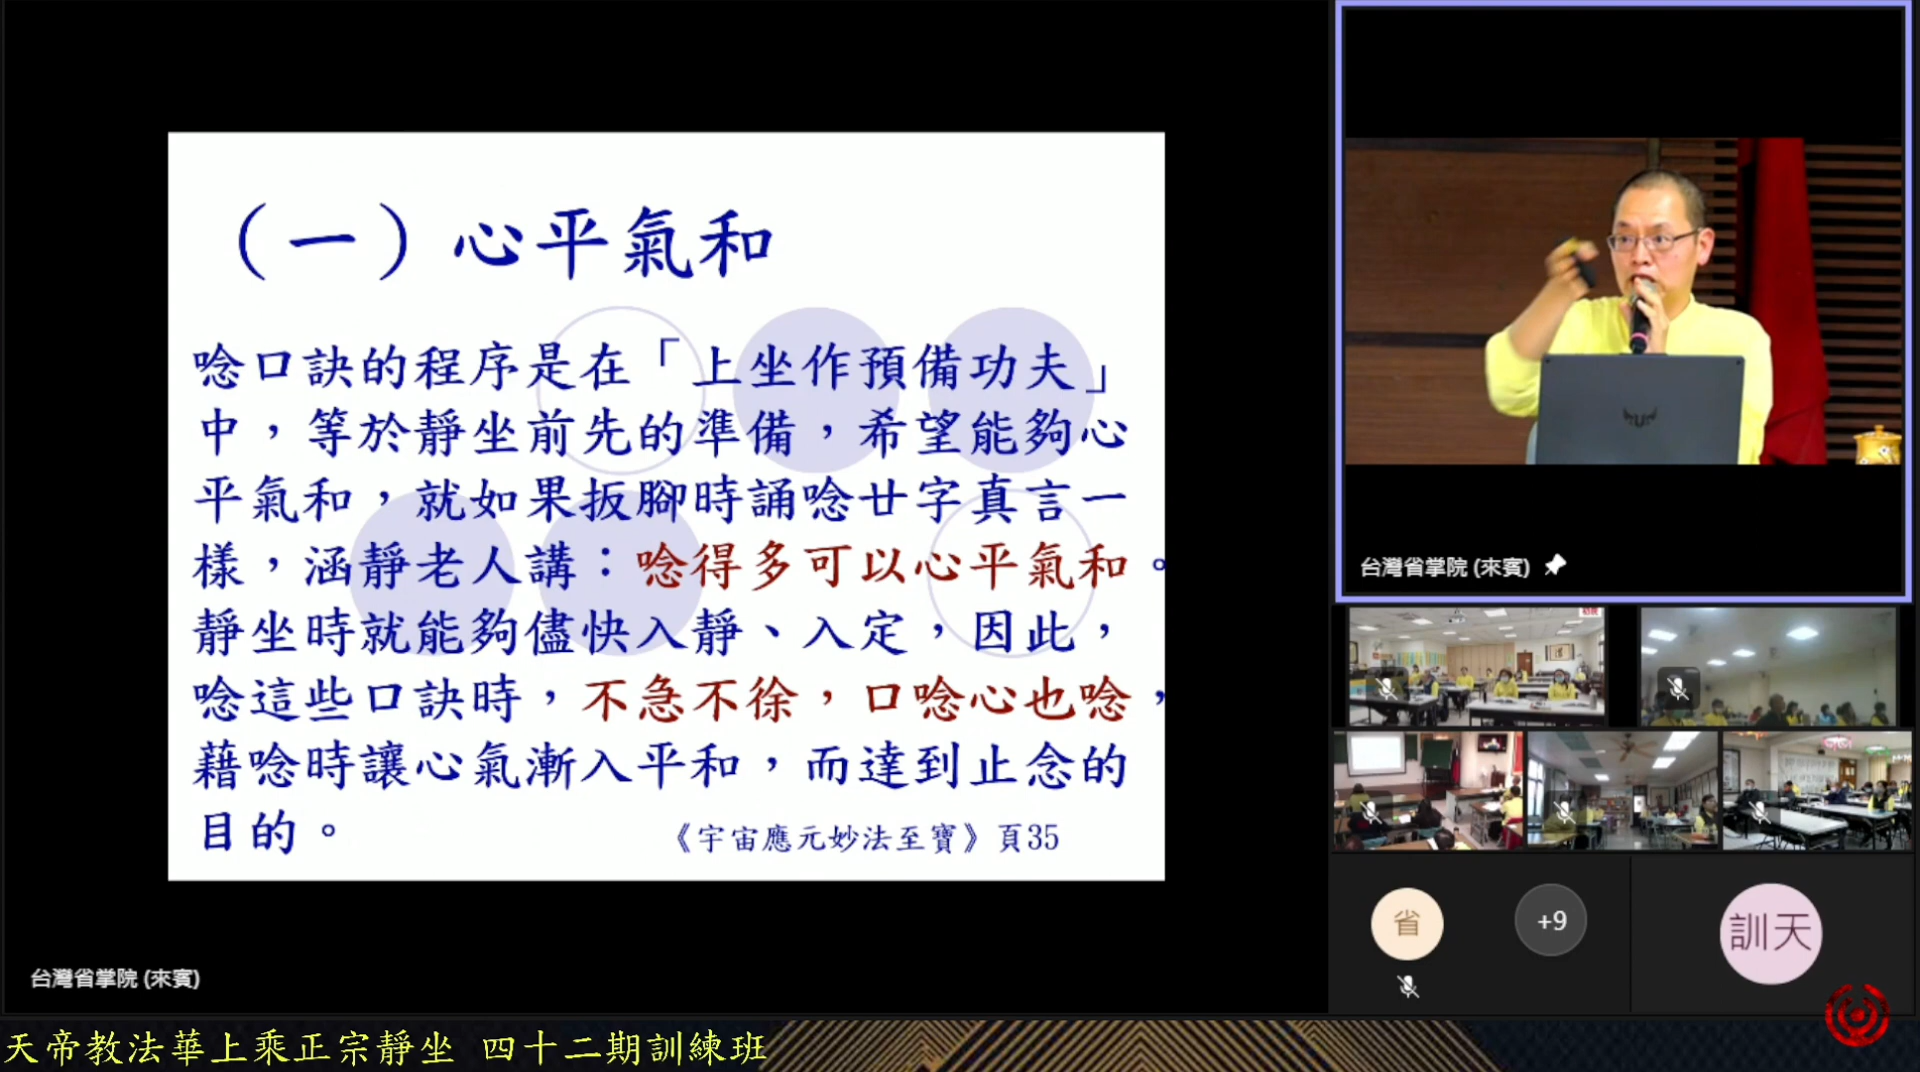 （一）心平氣和
唸口訣的程序是在「上坐作預備功夫」
中，等於靜坐前先的準備，希望能夠心
平氣和，就如果扳腳時誦唸廿字真言一
樣，涵靜老人講：唸得多可以心平氣和。
靜坐時就能夠儘快入靜、入定，因此，
唸這些口訣時，不急不徐，口唸心也唸，
藉唸時讓心氣漸入平和，而達到止念的
目的。
《宇宙應元妙法至寶》頁35
台灣省掌院 (來賓)
台灣省掌院 (來賓)
省
+9
訓天
天帝教法華上乘正宗靜坐 四十二期訓練班